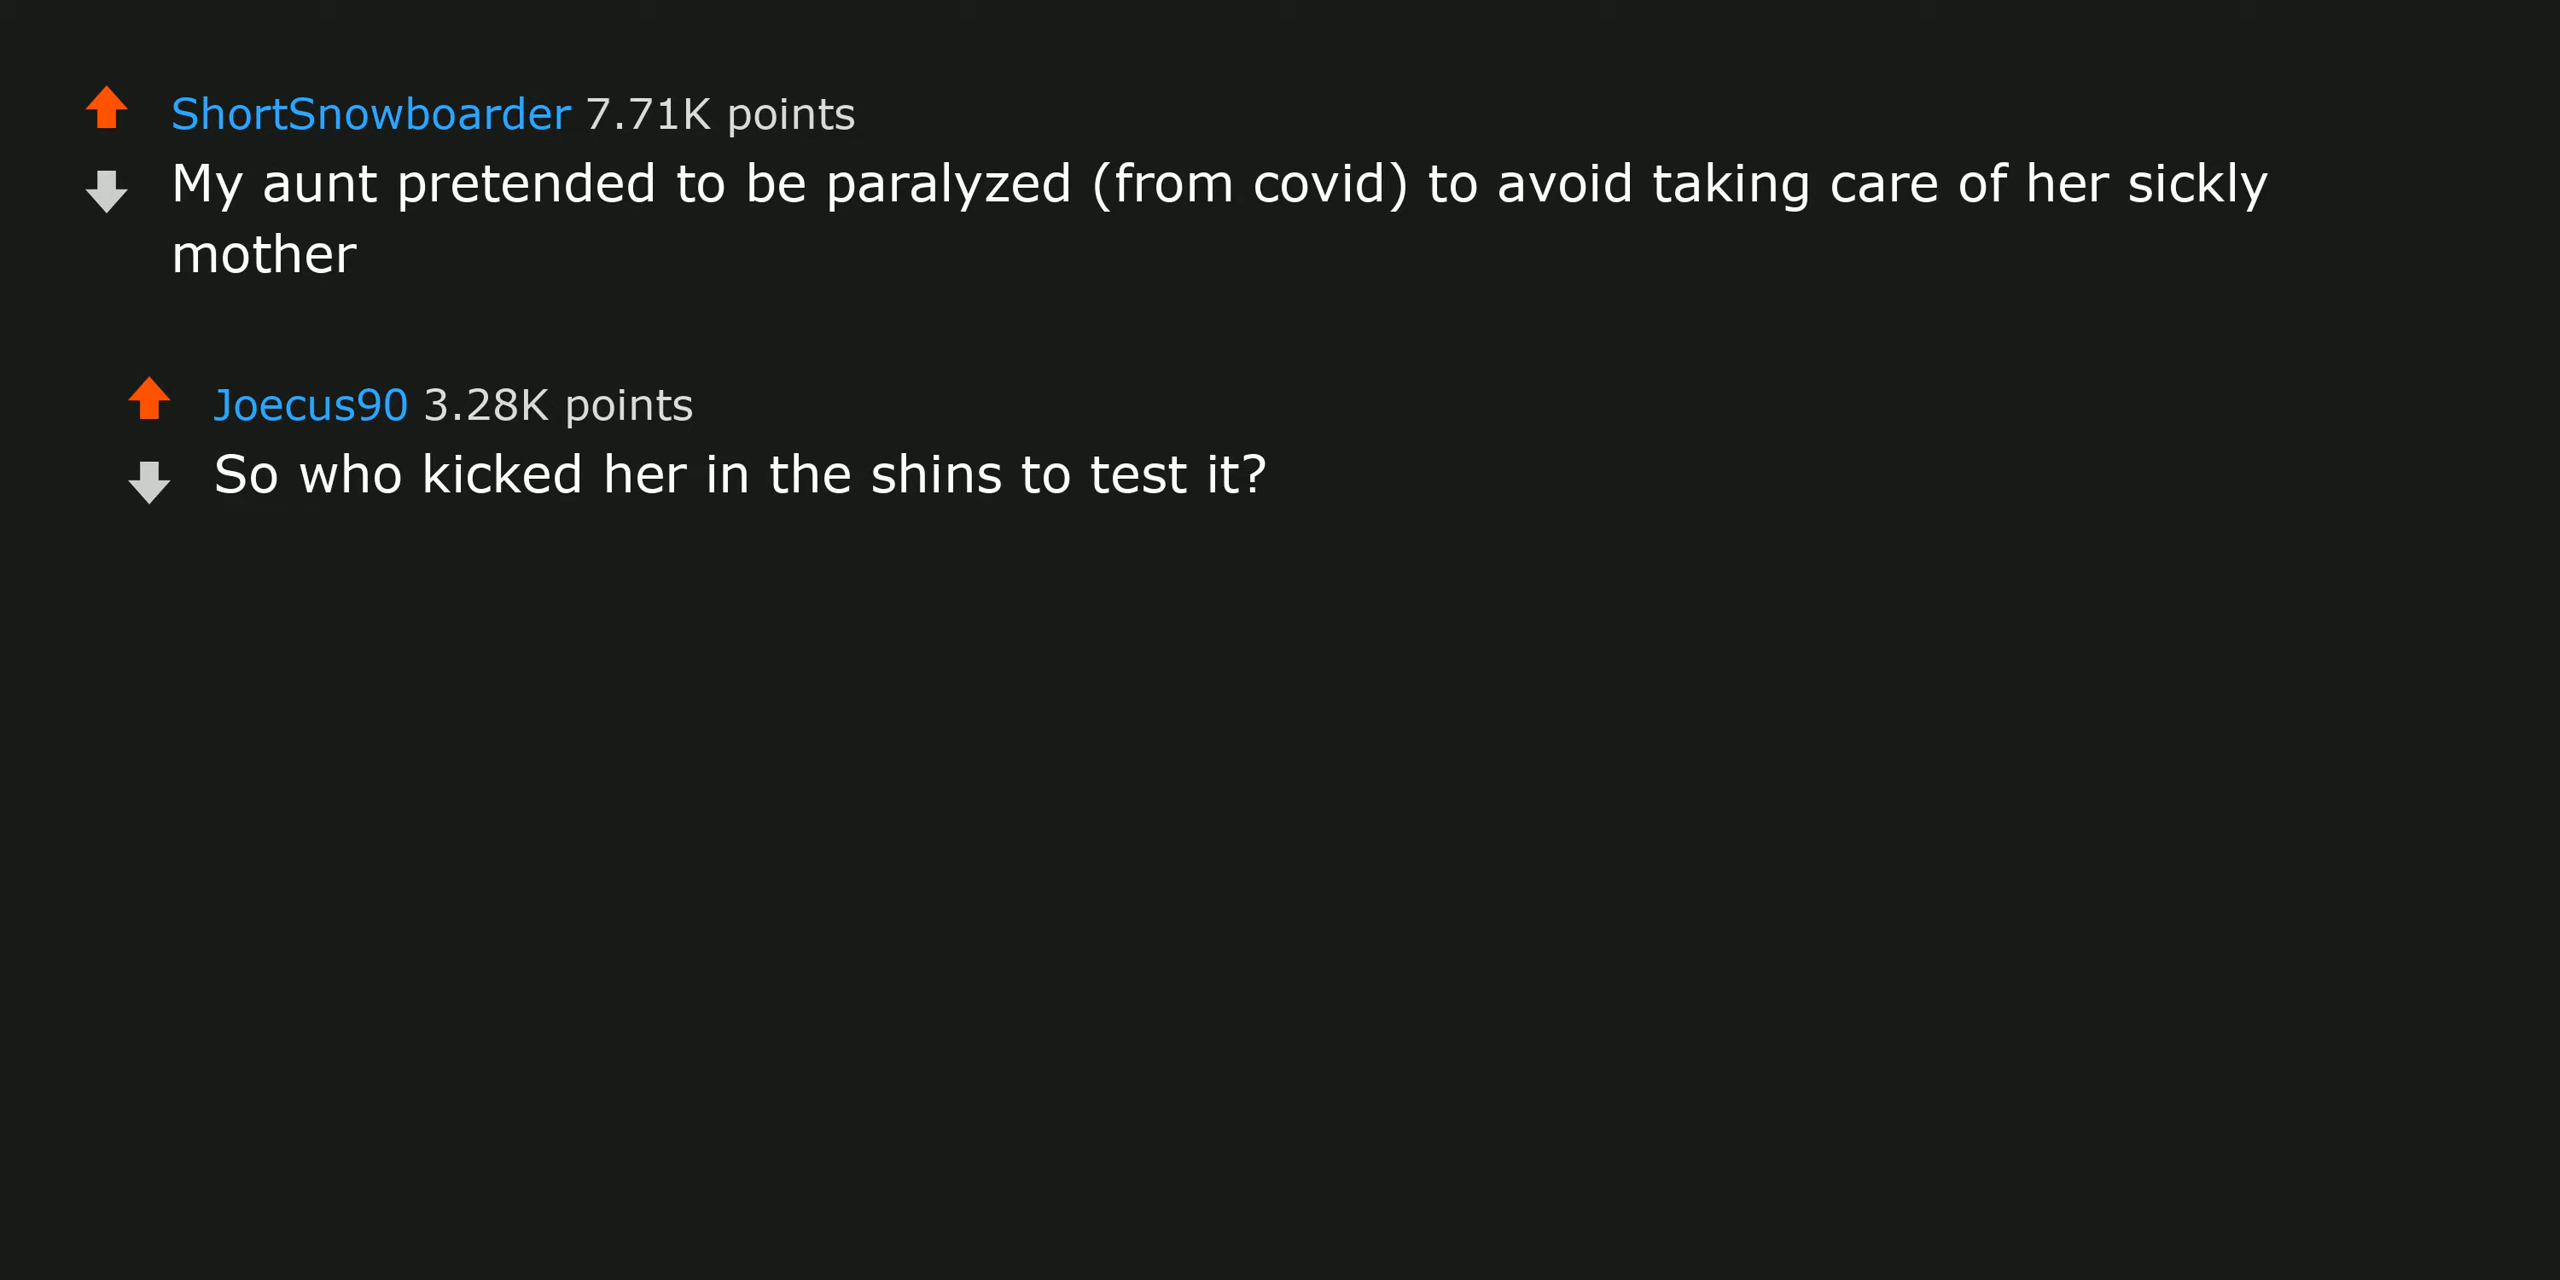 ShortSnowboarder 7.71K points
My aunt pretended to be paralyzed (from covid) to avoid taking care of her sickly
mother
Joecus90 3.28K points
So who kicked her in the shins to test it?